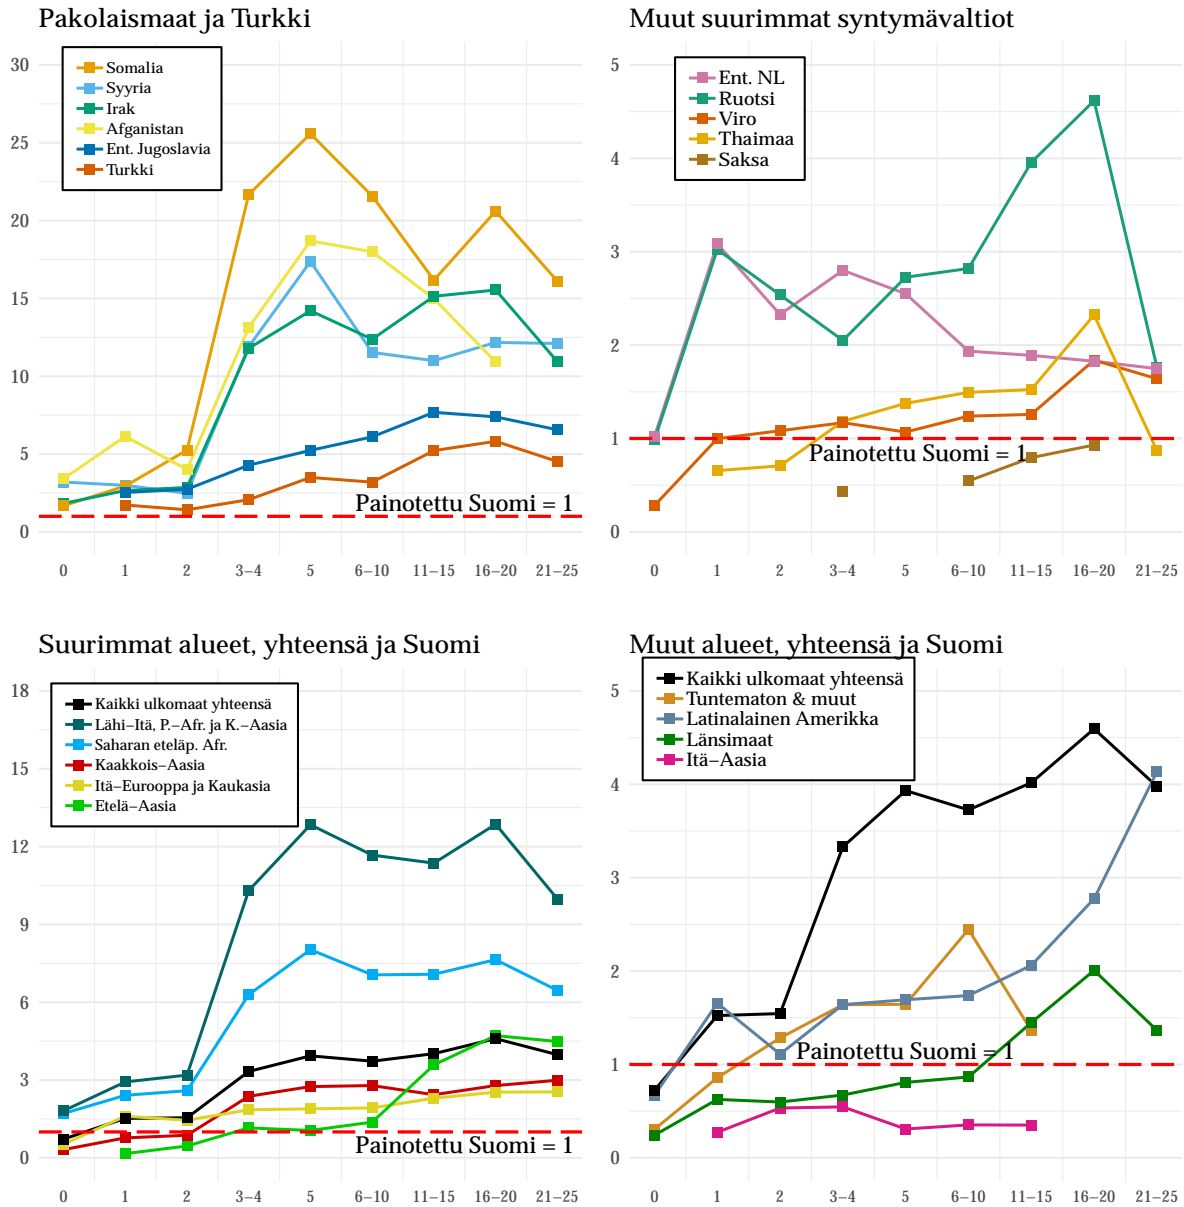 Pakolaismaat ja Turkki
30
25
20
15
10
5
0
Somalia
Syyria
Irak
Afganistan
Ent. Jugoslavia
Turkki
Painotettu Suomi = 1
0 1 2 3–4 5 6–10 11–15 16–20 21–25
Muut suurimmat syntymävaltiot
5
4
3
2
1
0
Ent. NL
Ruotsi
Viro
Thaimaa
Saksa
Painotettu Suomi = 1
0 1 2 3–4 5 6–10 11–15 16–20 21–25
Suurimmat alueet, yhteensä ja Suomi
18
15
12
9
6
3
0
Kaikki ulkomaat yhteensä
Lähi–Itä, P.–Afr. ja K.–Aasia
Saharan eteläp. Afr.
Kaakkois–Aasia
Itä–Eurooppa ja Kaukasia
Etelä–Aasia
Painotettu Suomi = 1
0 1 2 3–4 5 6–10 11–15 16–20 21–25
Muut alueet, yhteensä ja Suomi
5
4
3
2
1
0
Kaikki ulkomaat yhteensä
Tuntematon & muut
Latinalainen Amerikka
Länsimaat
Itä–Aasia
Painotettu Suomi = 1
0 1 2 3–4 5 6–10 11–15 16–20 21–25